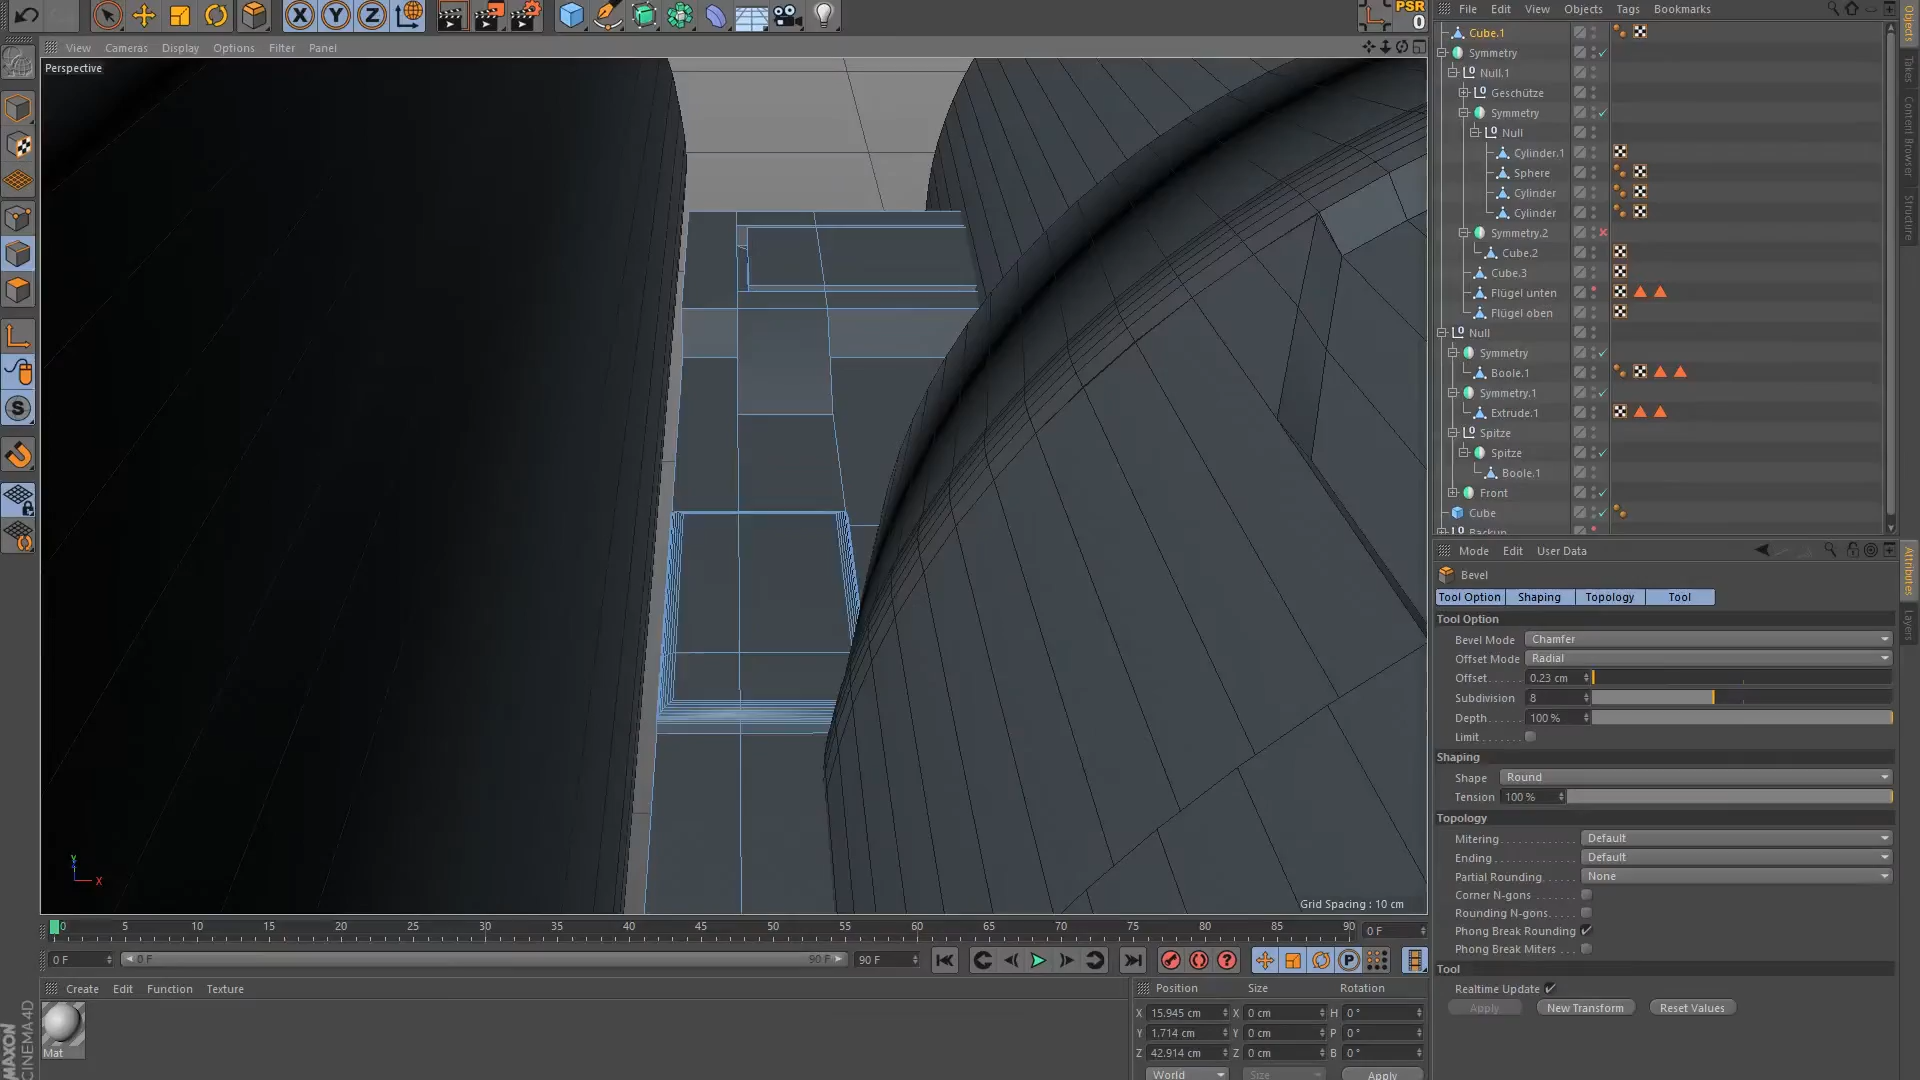 PSR
0
File Edit View Objects Tags Bookmarks
View Cameras Display Options Filter Panel
Perspective
Cube.1
Symmetry
Null.1
Geschütze
Symmetry
Null
Cylinder.1
Sphere
Cylinder
Cylinder
Symmetry.2
Cube.2
Cube.3
Flügel unten
Flügel oben
Null
Symmetry
Boole.1
Symmetry.1
Extrude.1
Spitze
Spitze
Boole.1
Front
Cube
Backup
Objects
Takes
Content Browser
Structure
Mode Edit User Data
Bevel
Tool Option Shaping Topology Tool
Tool Option
Bevel Mode Chamfer
Offset Mode Radial
Offset 0.23 cm
Subdivision 8
Depth 100 %
Limit
Shaping
Shape Round
Tension 100 %
Topology
Mitering Default
Ending Default
Partial Rounding None
Corner N-gons
Rounding N-gons
Phong Break Rounding
Phong Break Miters
Tool
Realtime Update
Apply New Transform Reset Values
Attributes
Layers
Y
X
Grid Spacing : 10 cm
0 5 10 15 20 25 30 35 40 45 50 55 60 65 70 75 80 85 90 0 F
0 F 0 F 90 F 90 F
Create Edit Function Texture
Mat
MAXON
CINEMA 4D
Position Size Rotation
X 15.945 cm X 0 cm H 0 °
Y 1.714 cm Y 0 cm P 0 °
Z 42.914 cm Z 0 cm B 0 °
World Size Apply